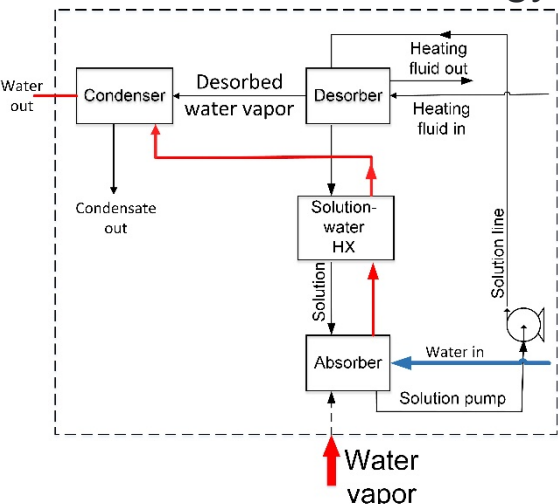 Heating
fluid out
Water
out
Condenser
Desorbed
water vapor
Desorber
Heating
fluid in
Condensate
out
Solution-
water
HX
Solution line
Solution
Absorber
Water in
Solution pump
Water
vapor